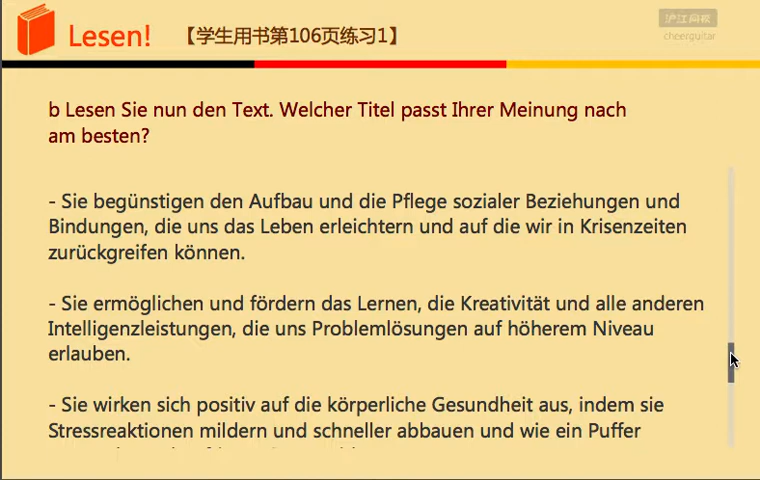 Lesen! 【学生用书第106页练习1】
沪江网校
cheerguitar
b Lesen Sie nun den Text. Welcher Titel passt Ihrer Meinung nach
am besten?
- Sie begünstigen den Aufbau und die Pflege sozialer Beziehungen und
Bindungen, die uns das Leben erleichtern und auf die wir in Krisenzeiten
zurückgreifen können.
- Sie ermöglichen und fördern das Lernen, die Kreativität und alle anderen
Intelligenzleistungen, die uns Problemlösungen auf höherem Niveau
erlauben.
- Sie wirken sich positiv auf die körperliche Gesundheit aus, indem sie
Stressreaktionen mildern und schneller abbauen und wie ein Puffer